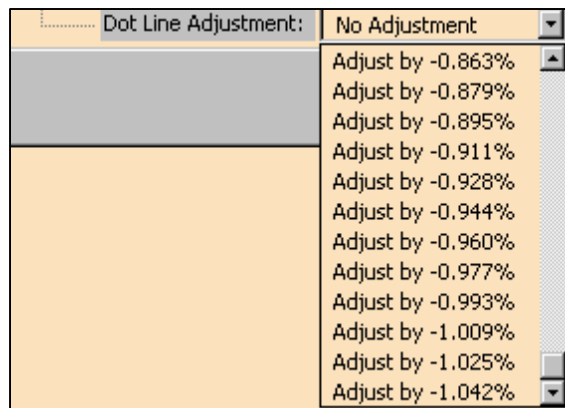 Dot Line Adjustment: No Adjustment
Adjust by -0.863%
Adjust by -0.879%
Adjust by -0.895%
Adjust by -0.911%
Adjust by -0.928%
Adjust by -0.944%
Adjust by -0.960%
Adjust by -0.977%
Adjust by -0.993%
Adjust by -1.009%
Adjust by -1.025%
Adjust by -1.042%